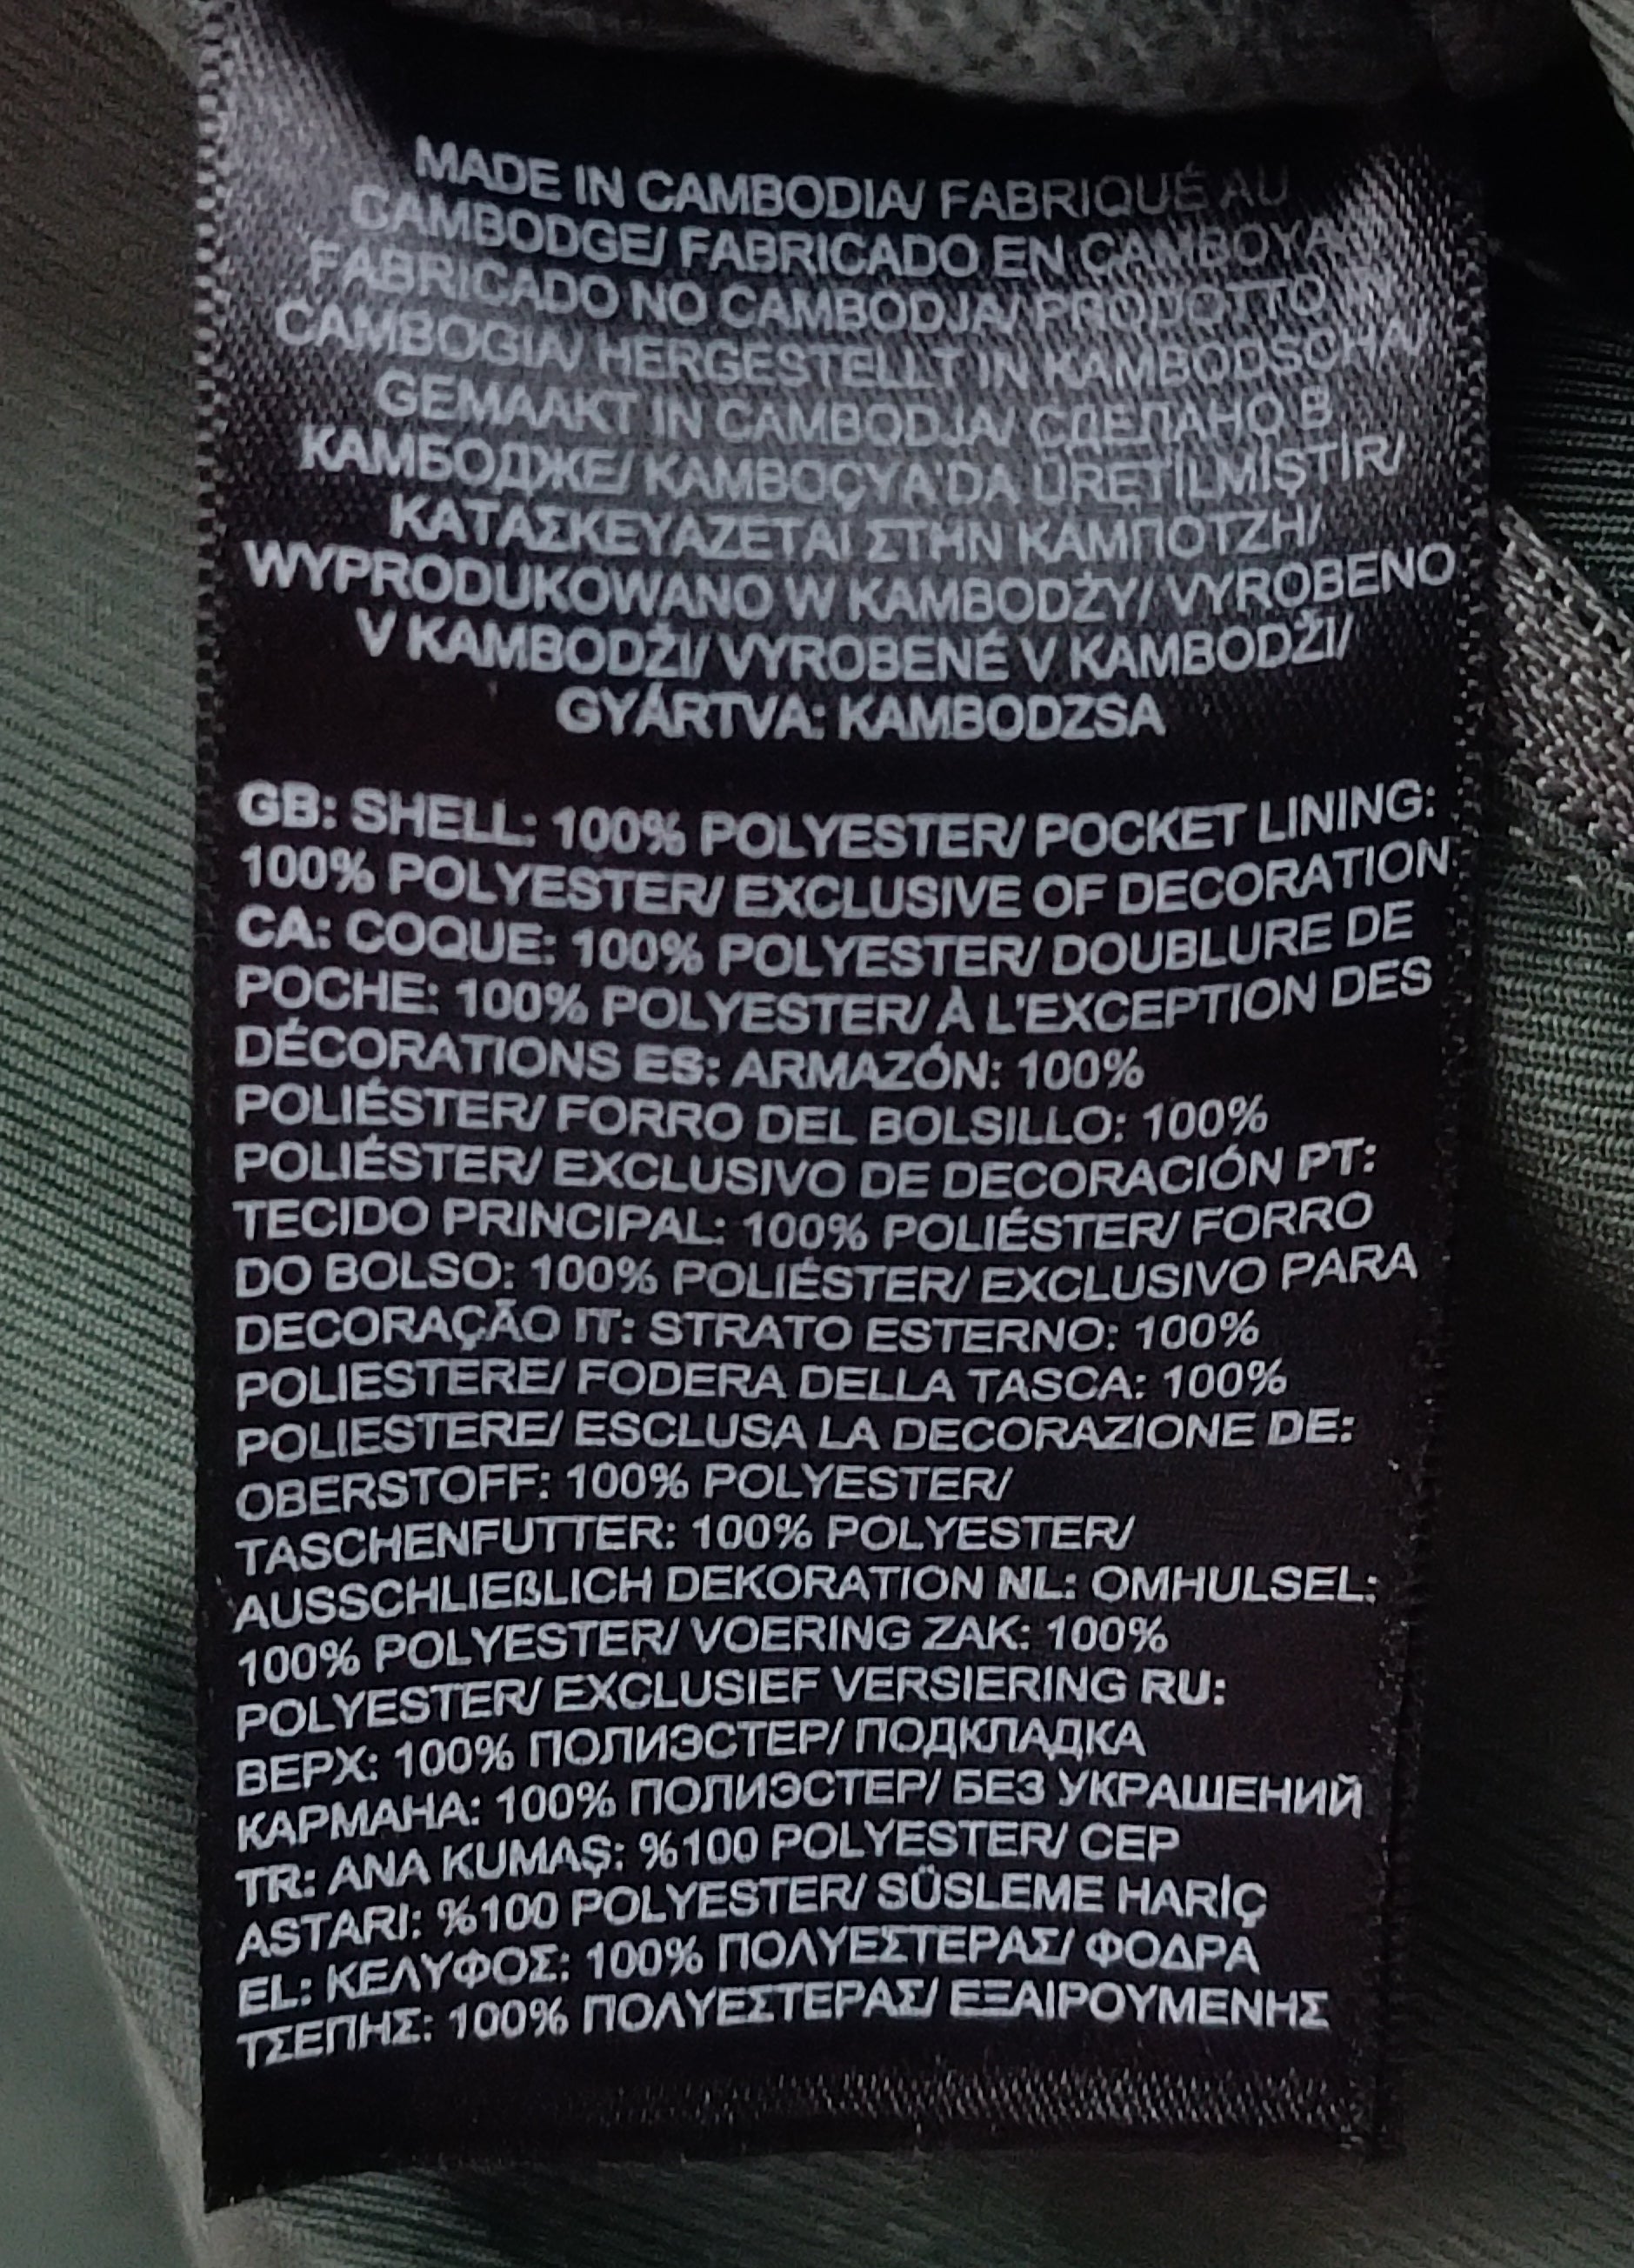 MADE IN CAMBODIA/ FABRIQUÉ AU
CAMBODGE/ FABRICADO EN CAMBOYA/
FABRICADO NO CAMBODJA/ PRODOTTO IN
CAMBOGIA/ HERGESTELLT IN KAMBODSCHA/
GEMAAKT IN CAMBODJA/ СДЕЛАНО В
КАМБОДЖЕ/ KAMBOÇYA'DA ÜRETİLMİŞTİR/
ΚΑΤΑΣΚΕΥΑΖΕΤΑΙ ΣΤΗΝ ΚΑΜΠΟΤΖΗ/
WYPRODUKOWANO W KAMBODŻY/ VYROBENO
V KAMBODŽI/ VYROBENÉ V KAMBODŽI/
GYÁRTVA: KAMBODZSA
GB: SHELL: 100% POLYESTER/ POCKET LINING:
100% POLYESTER/ EXCLUSIVE OF DECORATION
CA: COQUE: 100% POLYESTER/ DOUBLURE DE
POCHE: 100% POLYESTER/ À L'EXCEPTION DES
DÉCORATIONS ES: ARMAZÓN: 100%
POLIÉSTER/ FORRO DEL BOLSILLO: 100%
POLIÉSTER/ EXCLUSIVO DE DECORACIÓN PT:
TECIDO PRINCIPAL: 100% POLIÉSTER/ FORRO
DO BOLSO: 100% POLIÉSTER/ EXCLUSIVO PARA
DECORAÇÃO IT: STRATO ESTERNO: 100%
POLIESTERE/ FODERA DELLA TASCA: 100%
POLIESTERE/ ESCLUSA LA DECORAZIONE DE:
OBERSTOFF: 100% POLYESTER/
TASCHENFUTTER: 100% POLYESTER/
AUSSCHLIEßLICH DEKORATION NL: OMHULSEL:
100% POLYESTER/ VOERING ZAK: 100%
POLYESTER/ EXCLUSIEF VERSIERING RU:
ВЕРХ: 100% ПОЛИЭСТЕР/ ПОДКЛАДКА
КАРМАНА: 100% ПОЛИЭСТЕР/ БЕЗ УКРАШЕНИЙ
TR: ANA KUMAŞ: %100 POLYESTER/ CEP
ASTARI: %100 POLYESTER/ SÜSLEME HARİÇ
EL: ΚΕΛΥΦΟΣ: 100% ΠΟΛΥΕΣΤΕΡΑΣ/ ΦΟΔΡΑ
ΤΣΕΠΗΣ: 100% ΠΟΛΥΕΣΤΕΡΑΣ/ ΕΞΑΙΡΟΥΜΕΝΗΣ